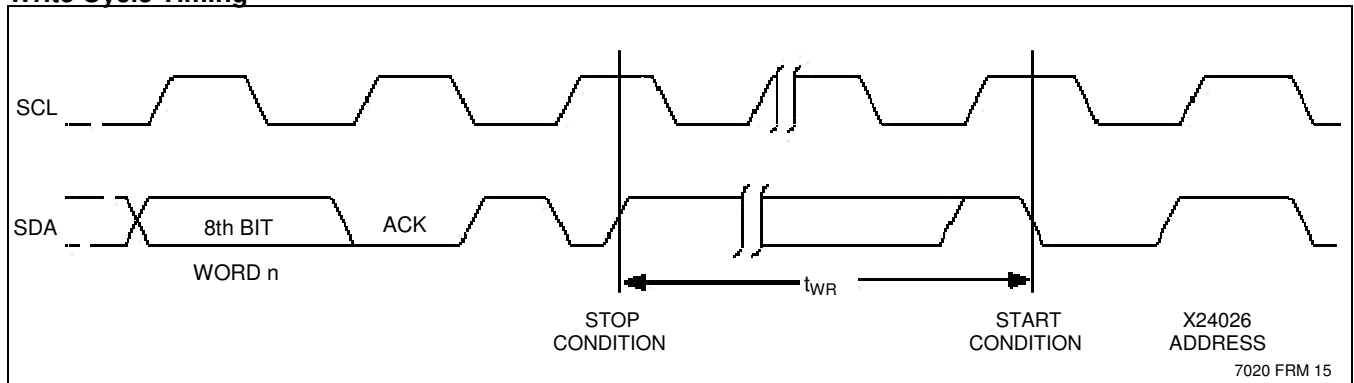 Write Cycle Timing
SCL
SDA
8th BIT
ACK
WORD n
tWR
STOP
CONDITION
START
CONDITION
X24026
ADDRESS
7020 FRM 15